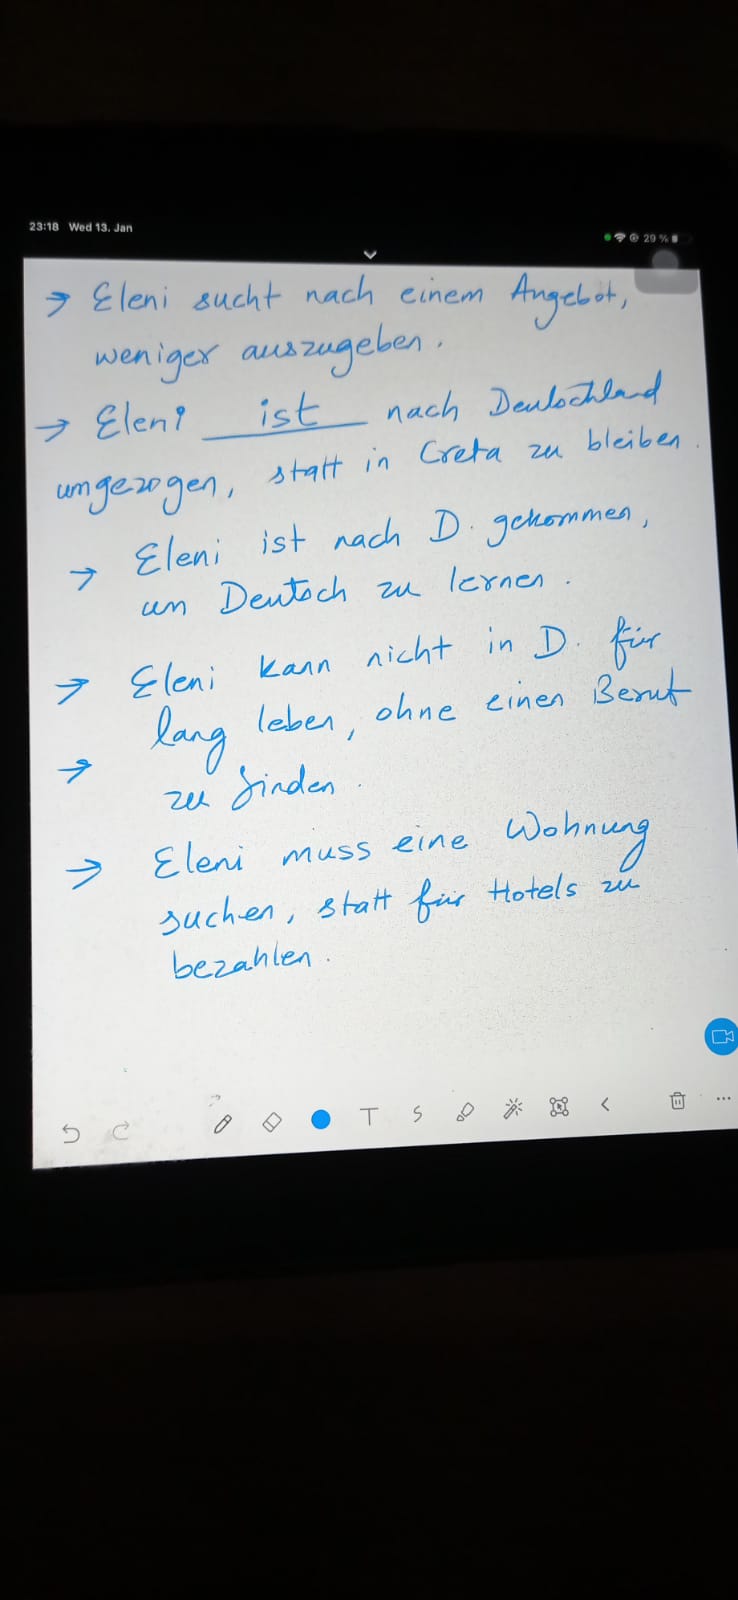 23:18 Wed 13. Jan
29 %
→ Eleni sucht nach einem Angebot,
weniger auszugeben.
→ Eleni ist nach Deutschland
umgezogen, statt in Creta zu bleiben.
→ Eleni ist nach D. gekommen,
um Deutsch zu lernen.
→ Eleni kann nicht in D. für
lang leben, ohne einen Beruf
→ zu finden.
→ Eleni muss eine Wohnung
suchen, statt für Hotels zu
bezahlen.
T